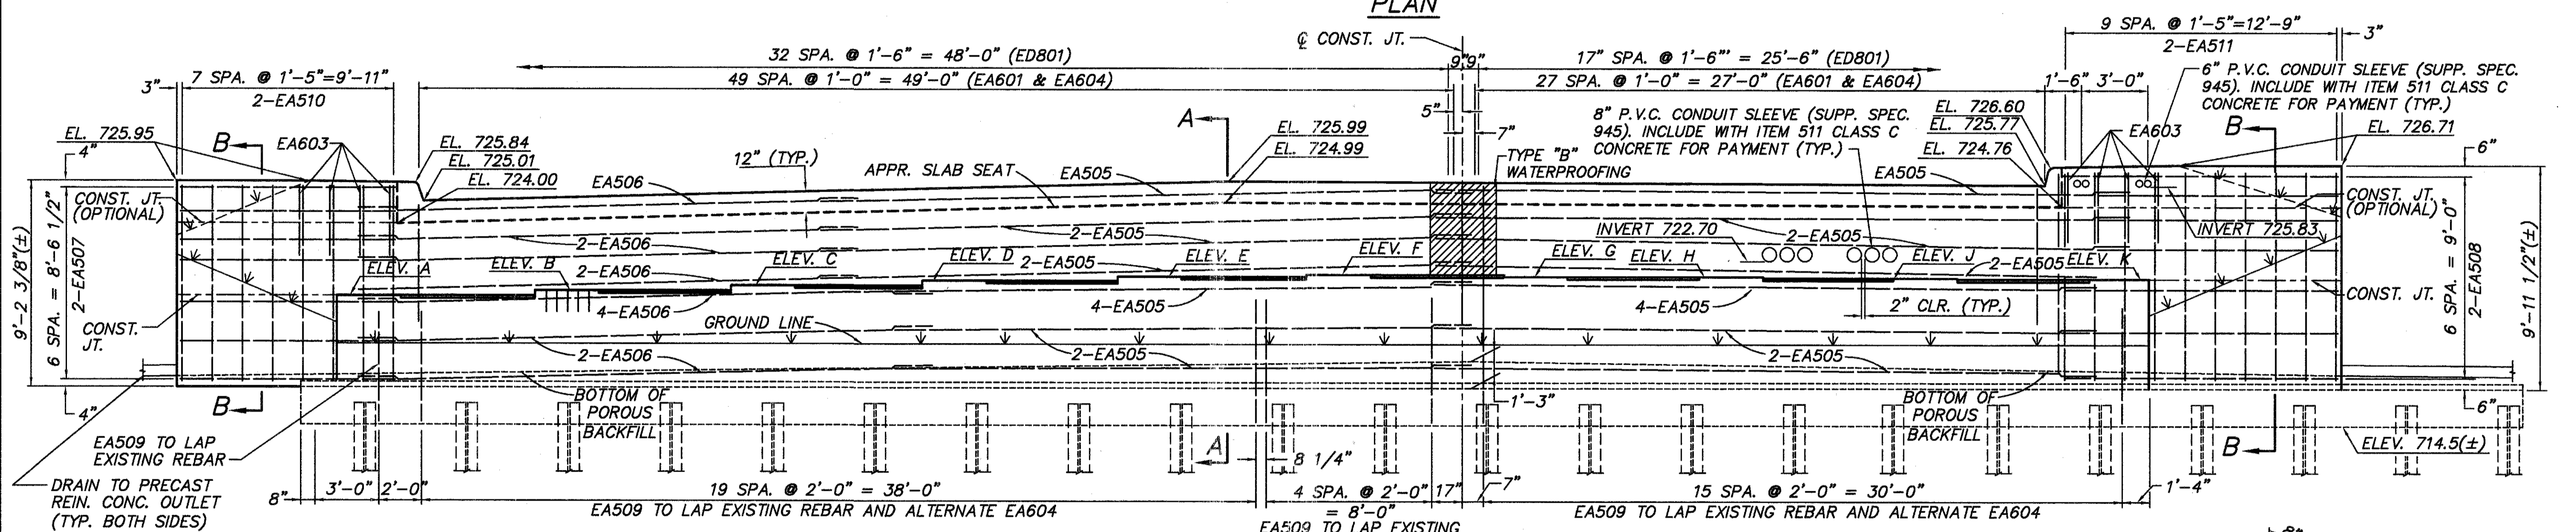 PLAN
9 SPA. @ 1'-5"=12'-9"
3"
2-EA511
32 SPA. @ 1'-6" = 48'-0" (ED801)
℄ CONST. JT.
17" SPA. @ 1'-6"' = 25'-6" (ED801)
7 SPA. @ 1'-5"=9'-11"
3"
2-EA510
49 SPA. @ 1'-0" = 49'-0" (EA601 & EA604)
9"9"
27 SPA. @ 1'-0" = 27'-0" (EA601 & EA604)
1'-6" 3'-0"
6" P.V.C. CONDUIT SLEEVE (SUPP. SPEC.
945). INCLUDE WITH ITEM 511 CLASS C
CONCRETE FOR PAYMENT (TYP.)
5"
7"
8" P.V.C. CONDUIT SLEEVE (SUPP. SPEC.
945). INCLUDE WITH ITEM 511 CLASS C
CONCRETE FOR PAYMENT (TYP.)
EL. 726.60
EL. 725.77
EL. 724.76
EL. 725.95
4"
B
EA603
EL. 725.84
EL. 725.01
EL. 724.00
12" (TYP.)
A
EL. 725.99
EL. 724.99
TYPE "B"
WATERPROOFING
EA603
B
EL. 726.71
6"
CONST. JT.
(OPTIONAL)
EA506
APPR. SLAB SEAT
EA505
EA505
CONST. JT.
(OPTIONAL)
9'-2 3/8"(±)
6 SPA. = 8'-6 1/2"
2-EA507
2-EA506
2-EA505
INVERT 722.70
2-EA505
INVERT 725.83
6 SPA. = 9'-0"
2-EA508
9'-11 1/2"(±)
ELEV. A
ELEV. B
2-EA506
ELEV. C
ELEV. D
2-EA505
ELEV. E
ELEV. F
ELEV. G
ELEV. H
ELEV. J
2-EA505
ELEV. K
CONST.
JT.
4-EA506
4-EA505
4-EA505
2" CLR. (TYP.)
CONST. JT.
GROUND LINE
2-EA506
2-EA505
2-EA505
4"
B
BOTTOM OF
POROUS
BACKFILL
1'-3"
BOTTOM OF
POROUS
BACKFILL
6"
EA509 TO LAP
EXISTING REBAR
A
8 1/4"
B
ELEV. 714.5(±)
DRAIN TO PRECAST
REIN. CONC. OUTLET
(TYP. BOTH SIDES)
8"
3'-0"
2'-0"
19 SPA. @ 2'-0" = 38'-0"
EA509 TO LAP EXISTING REBAR AND ALTERNATE EA604
4 SPA. @ 2'-0"
= 8'-0"
EA509 TO LAP EXISTING
17"
7"
15 SPA. @ 2'-0" = 30'-0"
EA509 TO LAP EXISTING REBAR AND ALTERNATE EA604
1'-4"